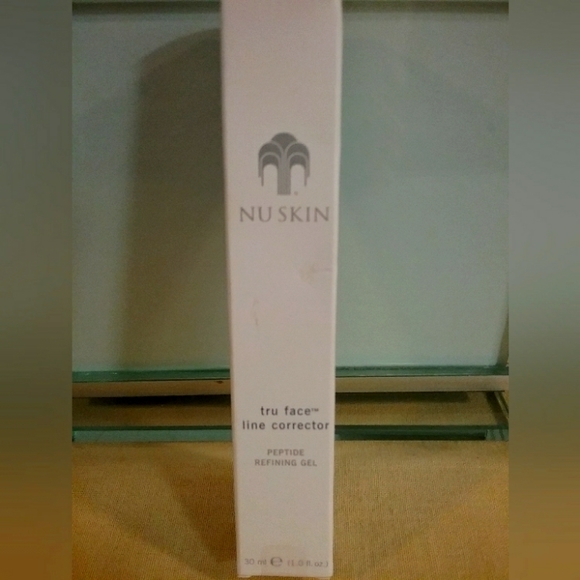 NU SKIN
tru face™
line corrector
PEPTIDE
REFINING GEL
30 ml ℮ (1.0 fl. oz.)